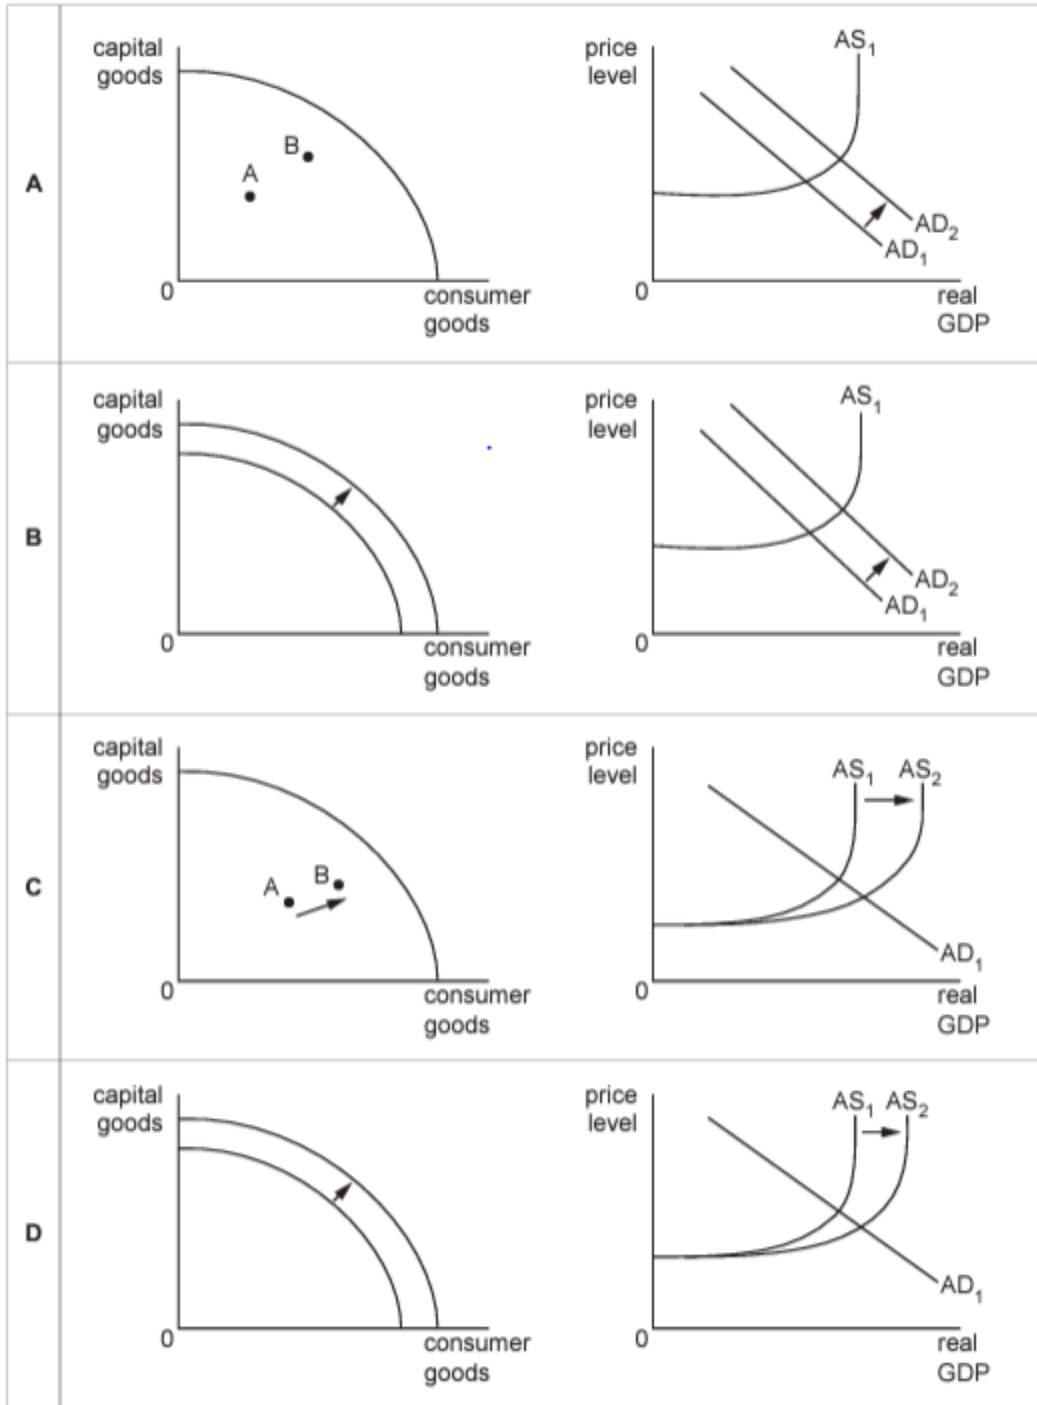 A
capital
goods
A
B
0
consumer
goods
price
level
AS1
AD2
AD1
0
real
GDP
B
capital
goods
0
consumer
goods
price
level
AS1
AD2
AD1
0
real
GDP
C
capital
goods
A
B
0
consumer
goods
price
level
AS1 AS2
AD1
0
real
GDP
D
capital
goods
0
consumer
goods
price
level
AS1 AS2
AD1
0
real
GDP